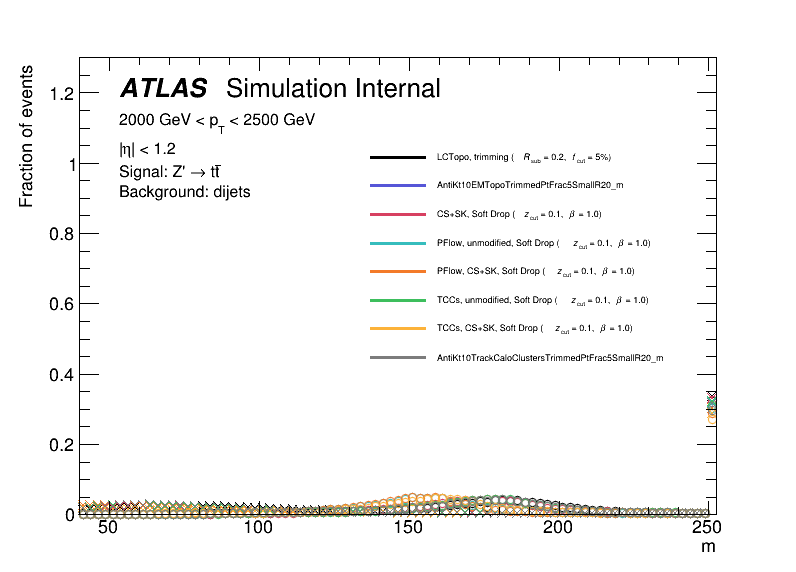 Fraction of events
ATLAS Simulation Internal
2000 GeV < p_T < 2500 GeV
|η| < 1.2
Signal: Z' → tt̄
Background: dijets
LCTopo, trimming ( R_sub = 0.2, f_cut = 5%)
AntiKt10EMTopoTrimmedPtFrac5SmallR20_m
CS+SK, Soft Drop ( z_cut = 0.1, β = 1.0)
PFlow, unmodified, Soft Drop ( z_cut = 0.1, β = 1.0)
PFlow, CS+SK, Soft Drop ( z_cut = 0.1, β = 1.0)
TCCs, unmodified, Soft Drop ( z_cut = 0.1, β = 1.0)
TCCs, CS+SK, Soft Drop ( z_cut = 0.1, β = 1.0)
AntiKt10TrackCaloClustersTrimmedPtFrac5SmallR20_m
1.2
1
0.8
0.6
0.4
0.2
0
50 100 150 200 250
m